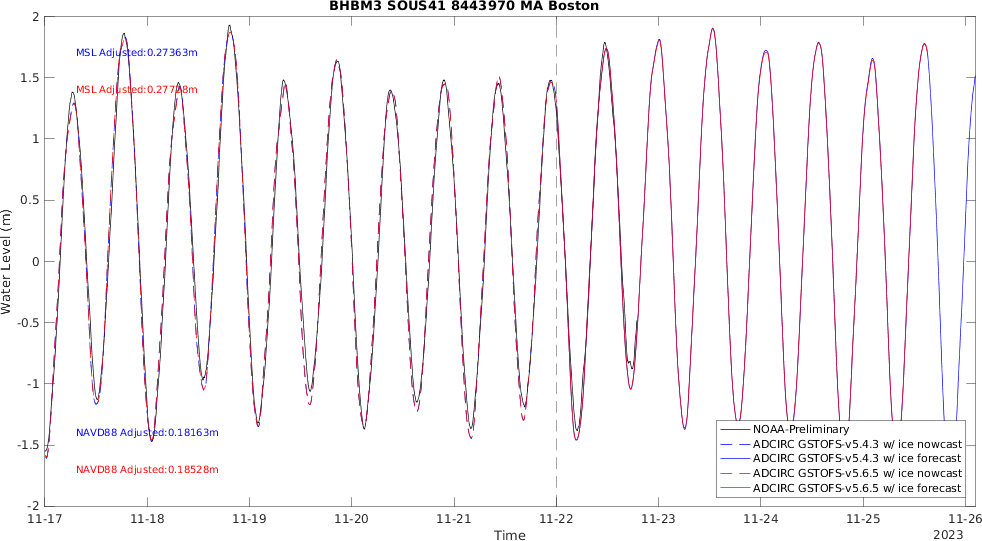 BHBM3 SOUS41 8443970 MA Boston
2
MSL Adjusted:0.27363m
1.5
MSL Adjusted:0.27728m
1
0.5
0
-0.5
-1
-1.5
-2
Water Level (m)
NAVD88 Adjusted:0.18163m
NAVD88 Adjusted:0.18528m
NOAA-Preliminary
ADCIRC GSTOFS-v5.4.3 w/ ice nowcast
ADCIRC GSTOFS-v5.4.3 w/ ice forecast
ADCIRC GSTOFS-v5.6.5 w/ ice nowcast
ADCIRC GSTOFS-v5.6.5 w/ ice forecast
11-17 11-18 11-19 11-20 11-21 11-22 11-23 11-24 11-25 11-26
Time
2023